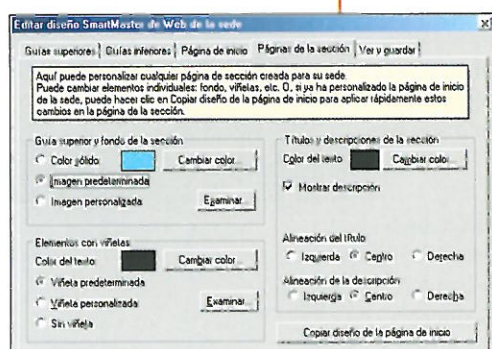 Editar diseño SmartMaster de Web de la sede
Guías superiores Guías inferiores Página de inicio Páginas de la sección Ver y guardar
Aquí puede personalizar cualquier página de sección creada para su sede.
Puede cambiar elementos individuales: fondo, viñetas, etc. O, si ya ha personalizado la página de inicio
de la sede, puede hacer clic en Copiar diseño de la página de inicio para aplicar rápidamente estos
cambios en la página de la sección.
Guía superior y fondo de la sección
Color sólido: Cambiar color...
Imagen predeterminada
Imagen personalizada Examinar...
Títulos y descripciones de la sección
Color del texto: Cambiar color...
Mostrar descripción
Elementos con viñetas
Color del texto: Cambiar color...
Viñeta predeterminada
Viñeta personalizada Examinar...
Sin viñeta
Alineación del título
Izquierda Centro Derecha
Alineación de la descripción
Izquierda Centro Derecha
Copiar diseño de la página de inicio